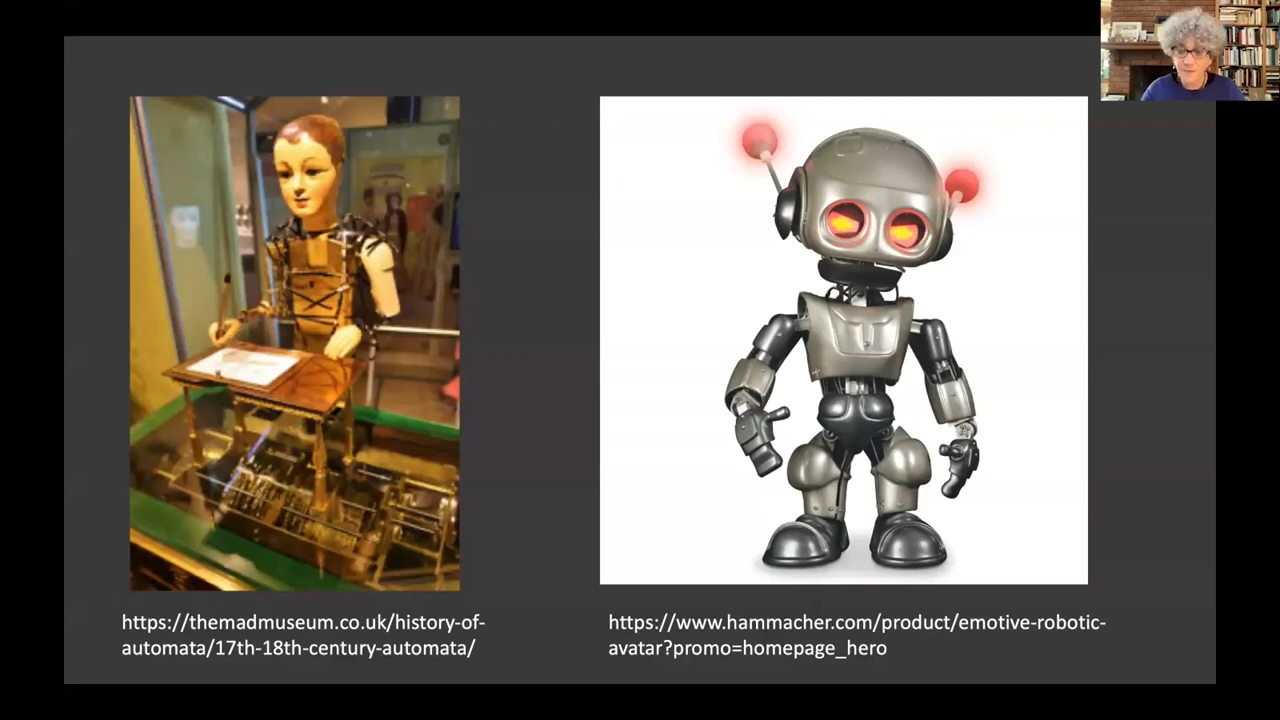 https://themadmuseum.co.uk/history-of-
automata/17th-18th-century-automata/
https://www.hammacher.com/product/emotive-robotic-
avatar?promo=homepage_hero